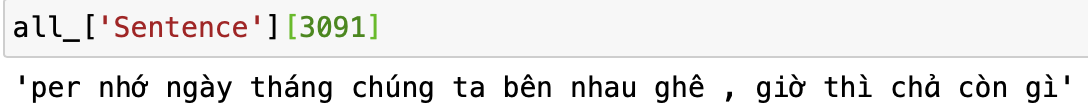 all_['Sentence'][3091]
'per nhớ ngày tháng chúng ta bên nhau ghê , giờ thì chả còn gì'